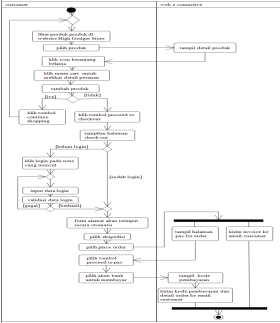 customer
web e-commerce
lihat produk produk di
website High Gadget Store
pilih produk
tampil detail produk
klik icon keranjang
belanja
klik menu cart untuk
melihat detail pesanan
tambah produk
[iya]
[tidak]
klik tombol
continue
shopping
klik tombol proceed to
checkout
tampilan halaman
check out
[belum login]
[sudah login]
klik login pada note
yang muncul
input data login
validasi data login
[gagal]
[berhasil]
form alamat akan terinput
secara otomatis
pilih ekspedisi
pilih place order
pilih tombol
proceed to pay
pilih akun bank
untuk membayar
tampil halaman
pay for order
kirim invoice ke
email customer
tampil kode
pembayaran
kirim kode pembayaran dan
detail order ke email
customer